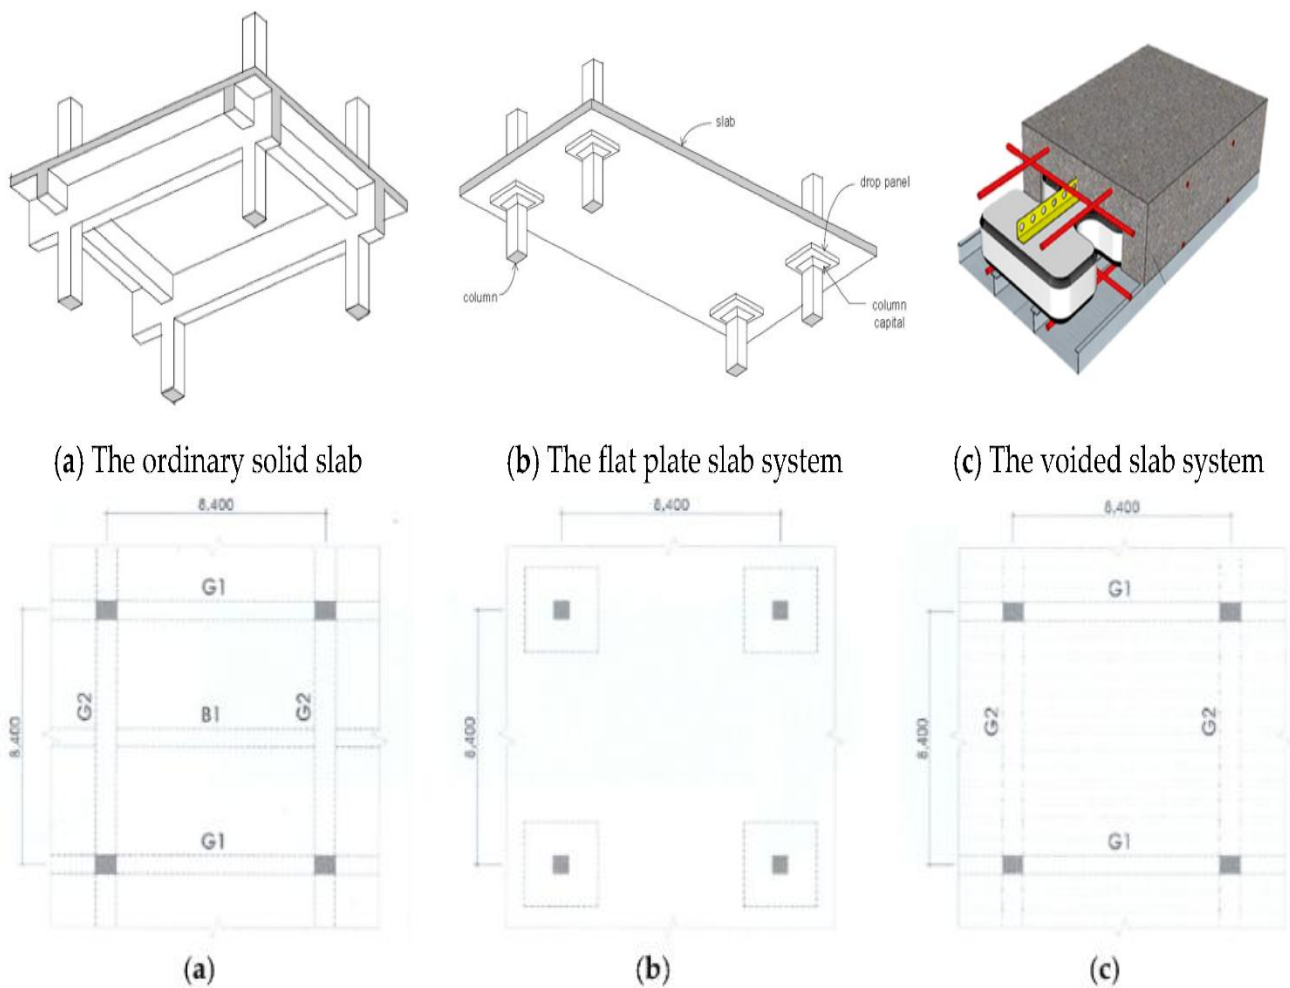 slab
drop panel
column
column
capital
(a) The ordinary solid slab
(b) The flat plate slab system
(c) The voided slab system
8,400
8,400
8,400
G1
G1
G2
G2
G2
G2
B1
8,400
8,400
8,400
G1
G1
(a)
(b)
(c)